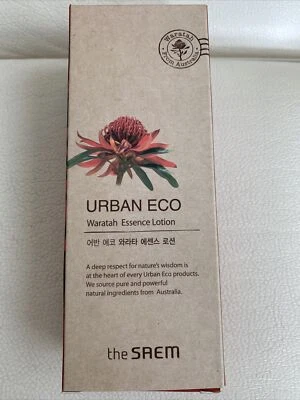 Waratah
From Australia
URBAN ECO
Waratah Essence Lotion
어반 에코 와라타 에센스 로션
A deep respect for nature's wisdom is
at the heart of every Urban Eco products.
We source pure and powerful
natural ingredients from Australia.
the SAEM